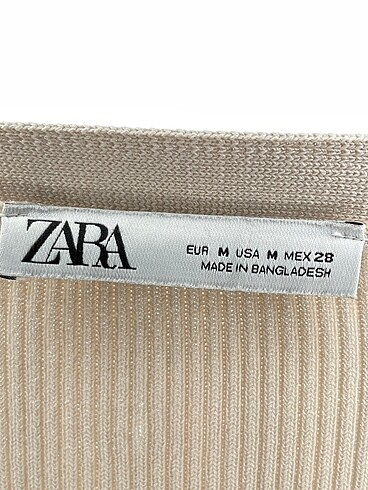 ZARA
EUR M USA M MEX 28
MADE IN BANGLADESH